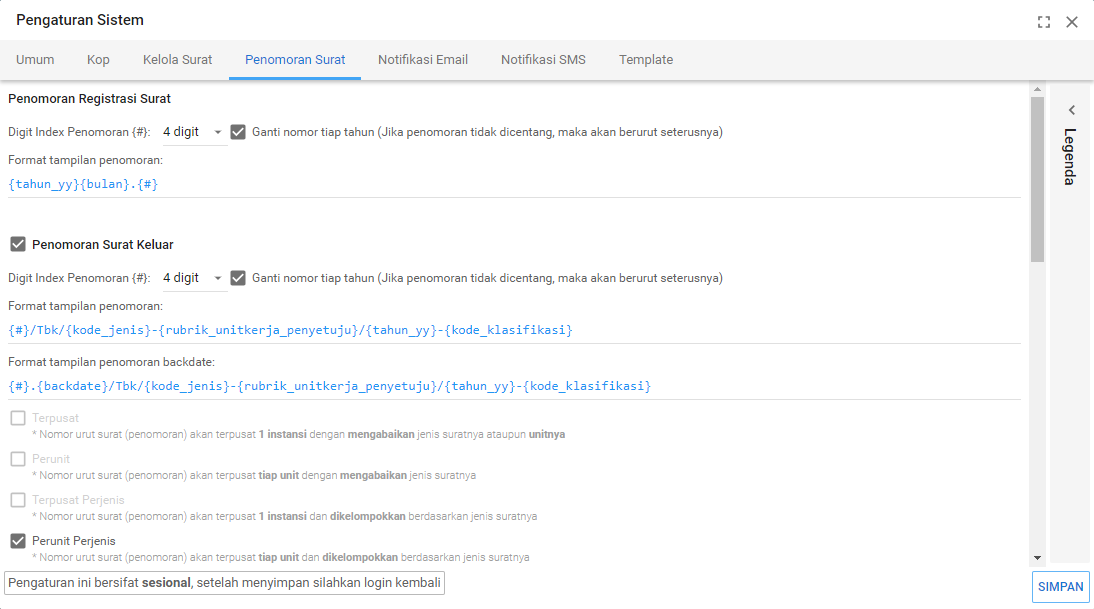 Pengaturan Sistem
Umum
Kop
Kelola Surat
Penomoran Surat
Notifikasi Email
Notifikasi SMS
Template
Penomoran Registrasi Surat
Digit Index Penomoran {#}: 4 digit Ganti nomor tiap tahun (Jika penomoran tidak dicentang, maka akan berurut seterusnya)
Format tampilan penomoran:
{tahun_yy}{bulan}.{#}
Penomoran Surat Keluar
Digit Index Penomoran {#}: 4 digit Ganti nomor tiap tahun (Jika penomoran tidak dicentang, maka akan berurut seterusnya)
Format tampilan penomoran:
{#}/Tbk/{kode_jenis}-{rubrik_unitkerja_penyetuju}/{tahun_yy}-{kode_klasifikasi}
Format tampilan penomoran backdate:
{#}.{backdate}/Tbk/{kode_jenis}-{rubrik_unitkerja_penyetuju}/{tahun_yy}-{kode_klasifikasi}
Terpusat
* Nomor urut surat (penomoran) akan terpusat 1 instansi dengan mengabaikan jenis suratnya ataupun unitnya
Perunit
* Nomor urut surat (penomoran) akan terpusat tiap unit dengan mengabaikan jenis suratnya
Terpusat Perjenis
* Nomor urut surat (penomoran) akan terpusat 1 instansi dan dikelompokkan berdasarkan jenis suratnya
Perunit Perjenis
* Nomor urut surat (penomoran) akan terpusat tiap unit dan dikelompokkan berdasarkan jenis suratnya
Legenda
Pengaturan ini bersifat sesional, setelah menyimpan silahkan login kembali
SIMPAN